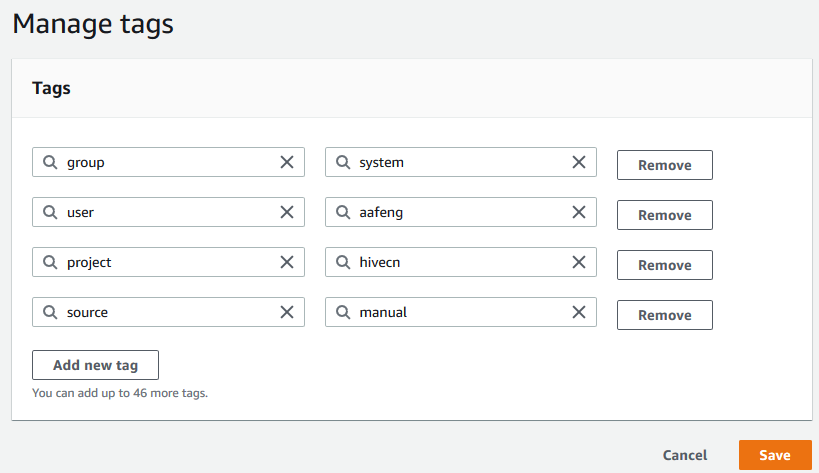 Manage tags
Tags
group system Remove
user aafeng Remove
project hivecn Remove
source manual Remove
Add new tag
You can add up to 46 more tags.
Cancel Save